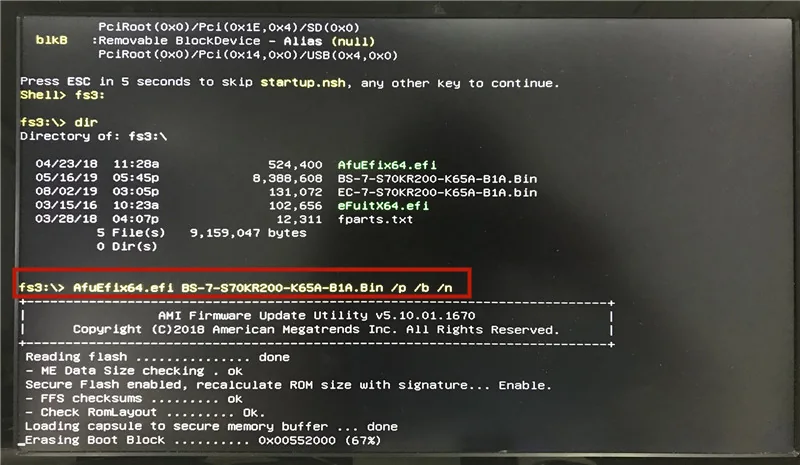 PciRoot(0x0)/Pci(0x1E,0x4)/SD(0x0)
blkB :Removable BlockDevice - Alias (null)
PciRoot(0x0)/Pci(0x14,0x0)/USB(0x4,0x0)
Press ESC in 5 seconds to skip startup.nsh, any other key to continue.
Shell> fs3:
fs3:\> dir
Directory of: fs3:\
04/23/18 11:28a 524,400 AfuEfix64.efi
05/16/19 05:45p 8,388,608 BS-7-S70KR200-K65A-B1A.Bin
08/02/19 03:05p 131,072 EC-7-S70KR200-K65A-B1A.bin
03/15/16 10:23a 102,656 eFuitX64.efi
03/28/18 04:07p 12,311 fparts.txt
5 File(s) 9,159,047 bytes
0 Dir(s)
fs3:\> AfuEfix64.efi BS-7-S70KR200-K65A-B1A.Bin /p /b /n
+---------------------------------------------------------------------------+
| AMI Firmware Update Utility v5.10.01.1670 |
| Copyright (C)2018 American Megatrends Inc. All Rights Reserved. |
+---------------------------------------------------------------------------+
Reading flash ............... done
- ME Data Size checking . ok
Secure Flash enabled, recalculate ROM size with signature... Enable.
- FFS checksums ......... ok
- Check RomLayout ........ Ok.
Loading capsule to secure memory buffer ... done
_Erasing Boot Block .......... 0x00552000 (67%)